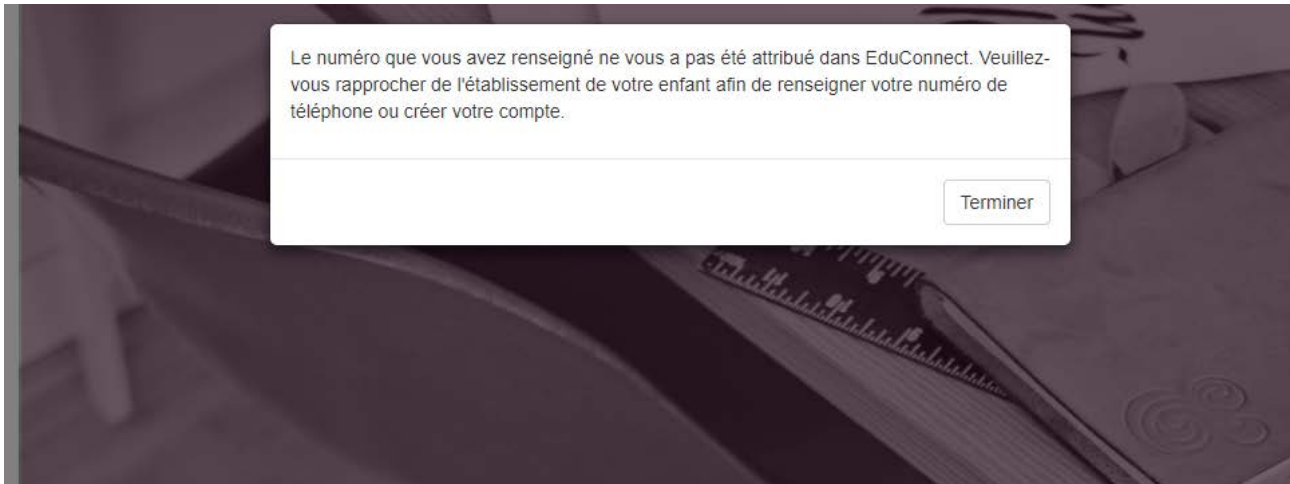 Le numéro que vous avez renseigné ne vous a pas été attribué dans EduConnect. Veuillez-
vous rapprocher de l'établissement de votre enfant afin de renseigner votre numéro de
téléphone ou créer votre compte.
Terminer